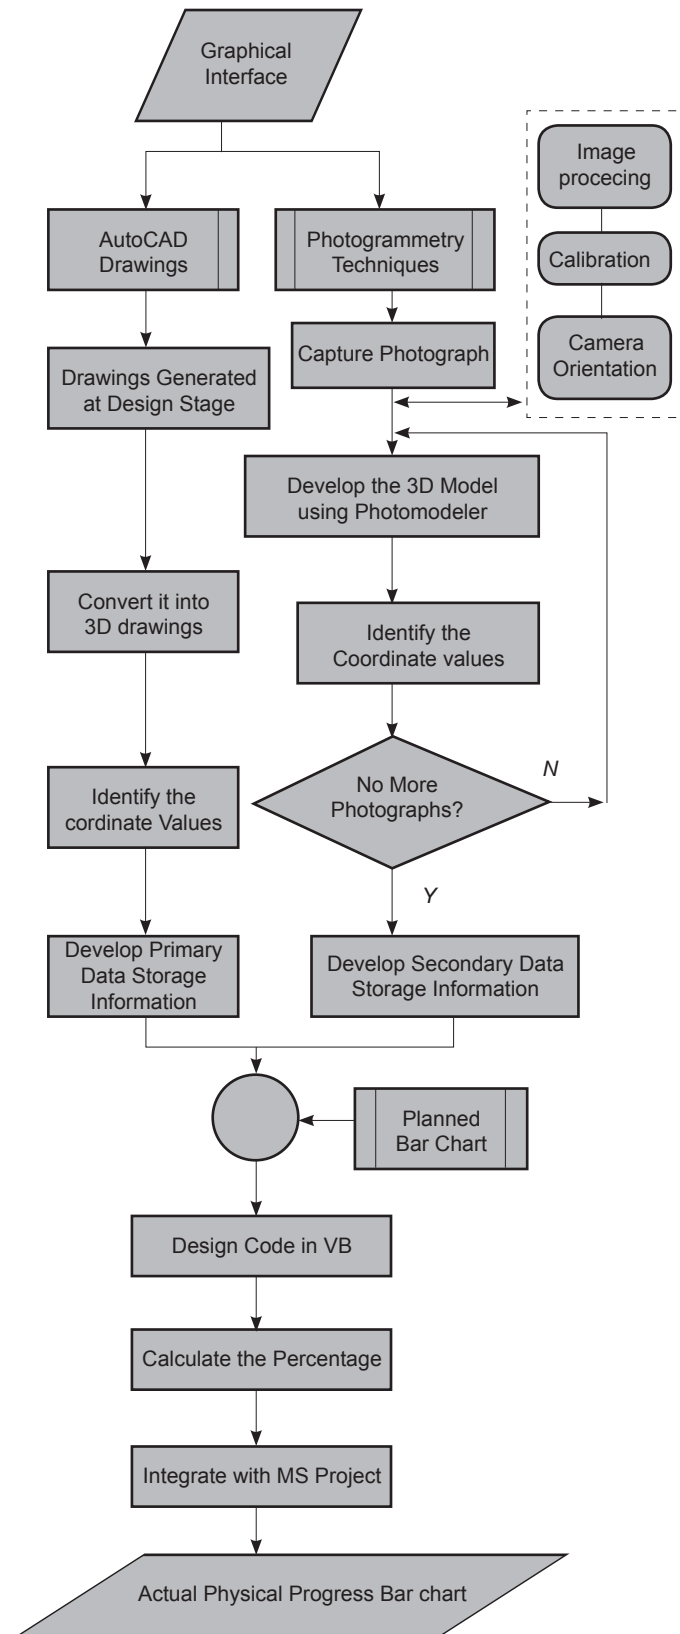 Graphical
Interface
AutoCAD
Drawings
Photogrammetry
Techniques
Image
procecing
Calibration
Camera
Orientation
Capture Photograph
Drawings Generated
at Design Stage
Develop the 3D Model
using Photomodeler
Convert it into
3D drawings
Identify the
Coordinate values
Identify the
cordinate Values
No More
Photographs?
N
Y
Develop Primary
Data Storage
Information
Develop Secondary Data
Storage Information
Planned
Bar Chart
Design Code in VB
Calculate the Percentage
Integrate with MS Project
Actual Physical Progress Bar chart